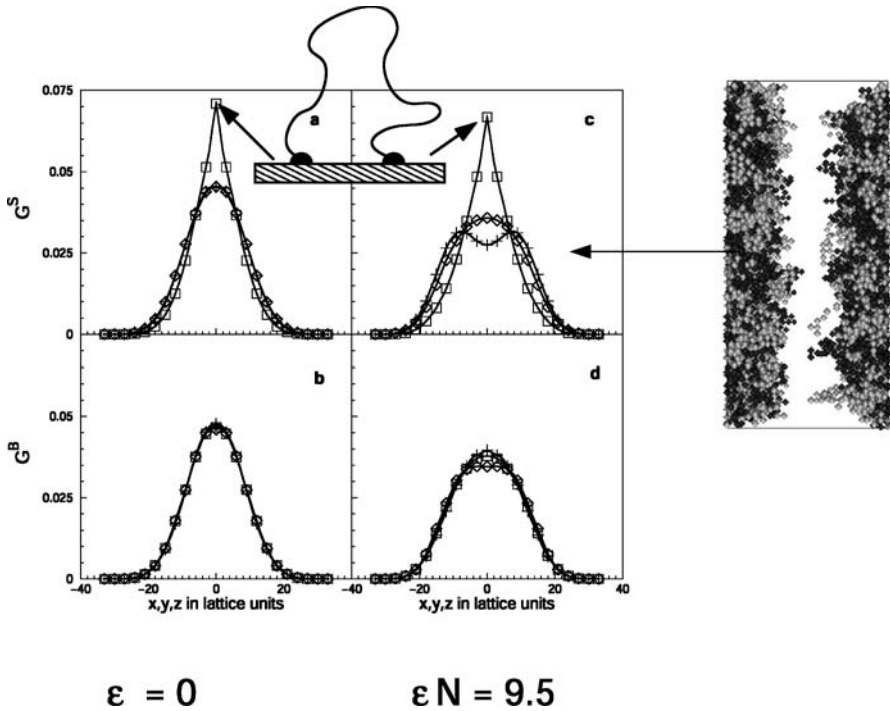 0.075
0.05
0.025
0
G^S
a
c
0.05
0.025
0
G^B
b
d
−40 −20 0 20 −40 −20 0 20 40
x,y,z in lattice units x,y,z in lattice units
ε = 0 ε N = 9.5